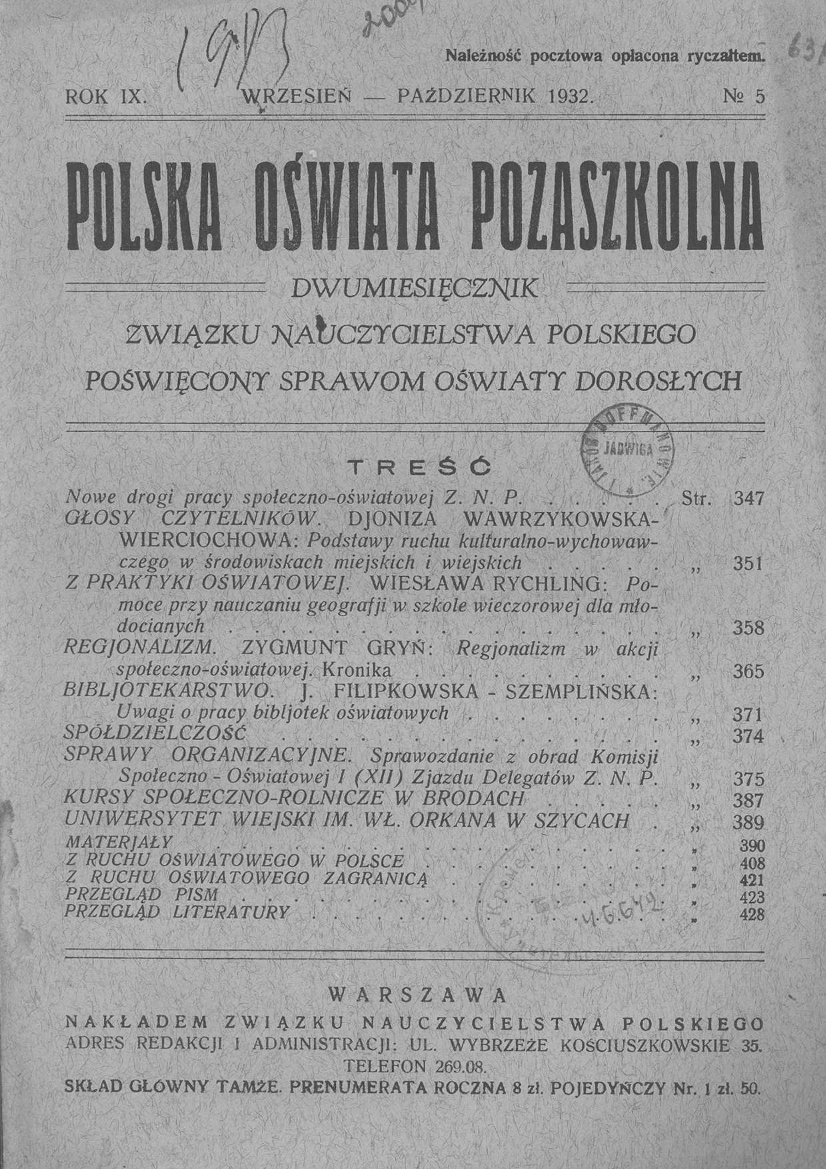 Należność pocztowa opłacona ryczałtem.
ROK IX. WRZESIEŃ — PAŹDZIERNIK 1932. № 5
POLSKA OŚWIATA POZASZKOLNA
DWUMIESIĘCZNIK
ZWIĄZKU NAUCZYCIELSTWA POLSKIEGO
POŚWIĘCONY SPRAWOM OŚWIATY DOROSŁYCH
JADWIGA
TREŚĆ
Nowe drogi pracy społeczno-oświatowej Z. N. P. . . . . . . Str. 347
GŁOSY CZYTELNIKÓW. DJONIZA WAWRZYKOWSKA-
WIERCIOCHOWA: Podstawy ruchu kulturalno-wychowaw-
czego w środowiskach miejskich i wiejskich . . . . . „ 351
Z PRAKTYKI OŚWIATOWEJ. WIESŁAWA RYCHLING: Po-
moce przy nauczaniu geografji w szkole wieczorowej dla mło-
docianych . . . . . . . . . . . . . . . . . „ 358
REGJONALIZM. ZYGMUNT GRYŃ: Regjonalizm w akcji
społeczno-oświatowej. Kronika . . . . . . . . . . „ 365
BIBLJOTEKARSTWO. J. FILIPKOWSKA - SZEMPLIŃSKA:
Uwagi o pracy bibljotek oświatowych . . . . . . . . „ 371
SPÓŁDZIELCZOŚĆ . . . . . . . . . . . . . . . „ 374
SPRAWY ORGANIZACYJNE. Sprawozdanie z obrad Komisji
Społeczno - Oświatowej I (XII) Zjazdu Delegatów Z. N. P. „ 375
KURSY SPOŁECZNO-ROLNICZE W BRODACH . . . . . „ 387
UNIWERSYTET WIEJSKI IM. WŁ. ORKANA W SZYCACH . „ 389
MATERJAŁY . . . . . . . . . . . . . . . . . „ 390
Z RUCHU OŚWIATOWEGO W POLSCE . . . . . . . . . „ 408
Z RUCHU OŚWIATOWEGO ZAGRANICĄ . . . . . . . . „ 421
PRZEGLĄD PISM . . . . . . . . . . . . . . . . „ 423
PRZEGLĄD LITERATURY . . . . . . . . . . . . . „ 428
WARSZAWA
NAKŁADEM ZWIĄZKU NAUCZYCIELSTWA POLSKIEGO
ADRES REDAKCJI I ADMINISTRACJI: UL. WYBRZEŻE KOŚCIUSZKOWSKIE 35.
TELEFON 269.08.
SKŁAD GŁÓWNY TAMŻE. PRENUMERATA ROCZNA 8 zł. POJEDYŃCZY Nr. 1 zł. 50.